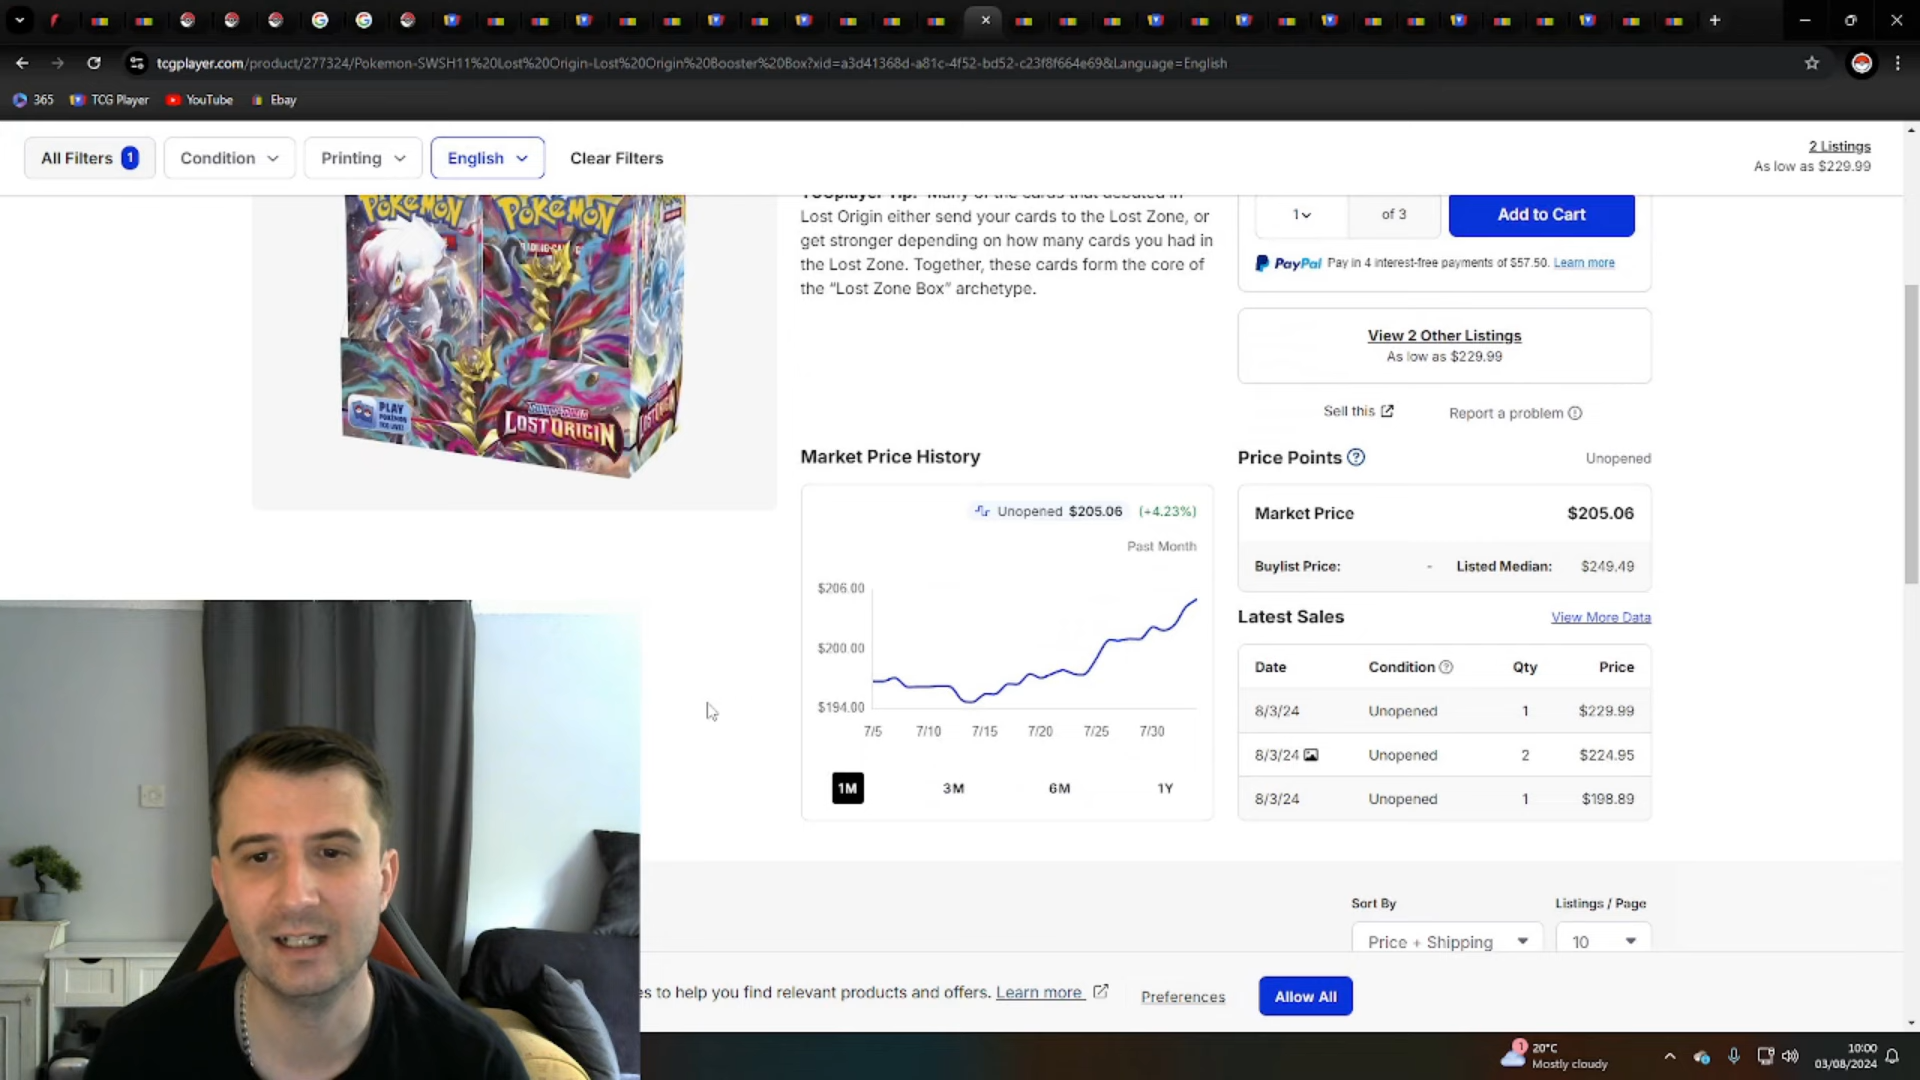 tcgplayer.com/product/277324/Pokemon-SWSH11%20Lost%20Origin-Lost%20Origin%20Booster%20Box?xid=a3d41368d-a81c-4f52-bd52-c23f8f664e69&Language=English
365 TCG Player YouTube Ebay
All Filters 1 Condition Printing English Clear Filters
2 Listings
As low as $229.99
Lost Origin either send your cards to the Lost Zone, or
get stronger depending on how many cards you had in
the Lost Zone. Together, these cards form the core of
the “Lost Zone Box” archetype.
1 of 3 Add to Cart
PayPal Pay in 4 interest-free payments of $57.50. Learn more
View 2 Other Listings
As low as $229.99
Sell this Report a problem
POKÉMON POKÉMON
PLAY
LOST ORIGIN
Market Price History
Unopened $205.06 (+4.23%)
Past Month
$206.00
$200.00
$194.00
7/5 7/10 7/15 7/20 7/25 7/30
1M 3M 6M 1Y
Price Points Unopened
Market Price $205.06
Buylist Price: - Listed Median: $249.49
Latest Sales View More Data
Date Condition Qty Price
8/3/24 Unopened 1 $229.99
8/3/24 Unopened 2 $224.95
8/3/24 Unopened 1 $198.89
Sort By Listings / Page
Price + Shipping 10
es to help you find relevant products and offers. Learn more Preferences Allow All
1 20°C
Mostly cloudy
10:00
03/08/2024